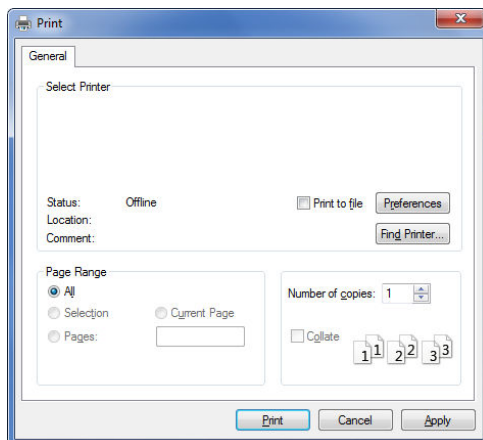 Print
General
Select Printer
Status: Offline
Print to file
Preferences
Location:
Comment:
Find Printer...
Page Range
All
Selection
Current Page
Pages:
Number of copies: 1
Collate
1 1 2 2 3 3
Print
Cancel
Apply